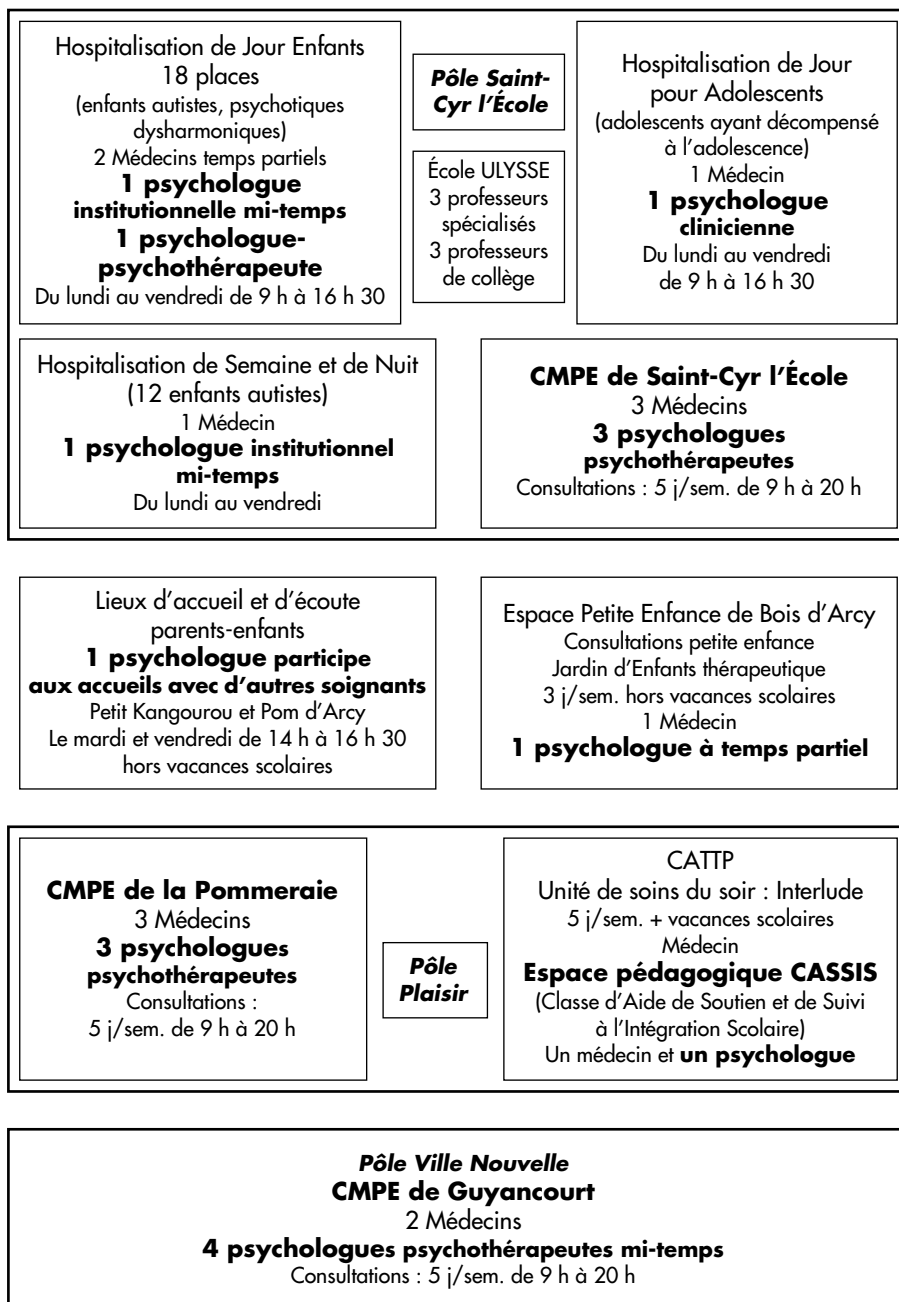 Hospitalisation de Jour Enfants
18 places
(enfants autistes, psychotiques
dysharmoniques)
2 Médecins temps partiels
1 psychologue
institutionnelle mi-temps
1 psychologue-
psychothérapeute
Du lundi au vendredi de 9 h à 16 h 30
Pôle Saint-
Cyr l'École
École ULYSSE
3 professeurs
spécialisés
3 professeurs
de collège
Hospitalisation de Jour
pour Adolescents
(adolescents ayant décompensé
à l'adolescence)
1 Médecin
1 psychologue
clinicienne
Du lundi au vendredi
de 9 h à 16 h 30
Hospitalisation de Semaine et de Nuit
(12 enfants autistes)
1 Médecin
1 psychologue institutionnel
mi-temps
Du lundi au vendredi
CMPE de Saint-Cyr l'École
3 Médecins
3 psychologues
psychothérapeutes
Consultations : 5 j/sem. de 9 h à 20 h
Lieux d'accueil et d'écoute
parents-enfants
1 psychologue participe
aux accueils avec d'autres soignants
Petit Kangourou et Pom d'Arcy
Le mardi et vendredi de 14 h à 16 h 30
hors vacances scolaires
Espace Petite Enfance de Bois d'Arcy
Consultations petite enfance
Jardin d'Enfants thérapeutique
3 j/sem. hors vacances scolaires
1 Médecin
1 psychologue à temps partiel
CMPE de la Pommeraie
3 Médecins
3 psychologues
psychothérapeutes
Consultations :
5 j/sem. de 9 h à 20 h
Pôle
Plaisir
CATTP
Unité de soins du soir : Interlude
5 j/sem. + vacances scolaires
Médecin
Espace pédagogique CASSIS
(Classe d'Aide de Soutien et de Suivi
à l'Intégration Scolaire)
Un médecin et un psychologue
Pôle Ville Nouvelle
CMPE de Guyancourt
2 Médecins
4 psychologues psychothérapeutes mi-temps
Consultations : 5 j/sem. de 9 h à 20 h